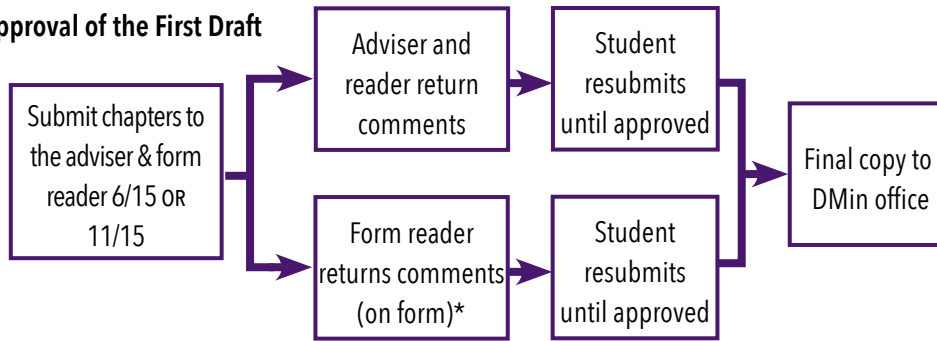 pproval of the First Draft
Submit chapters to
the adviser & form
reader 6/15 OR
11/15
Adviser and
reader return
comments
Student
resubmits
until approved
Form reader
returns comments
(on form)*
Student
resubmits
until approved
Final copy to
DMin office